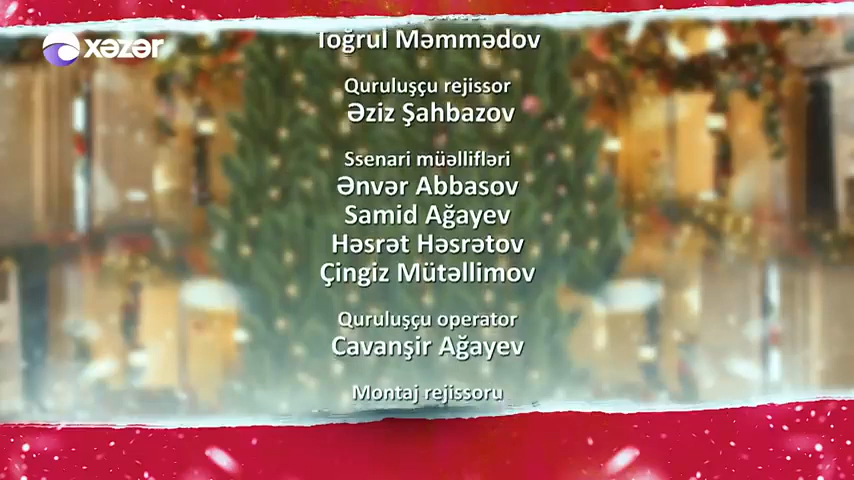 xəzər
Toğrul Məmmədov
Quruluşçu rejissor
Əziz Şahbazov
Ssenari müəllifləri
Ənvər Abbasov
Samid Ağayev
Həsrət Həsrətov
Çingiz Mütəllimov
Quruluşçu operator
Cavanşir Ağayev
Montaj rejissoru